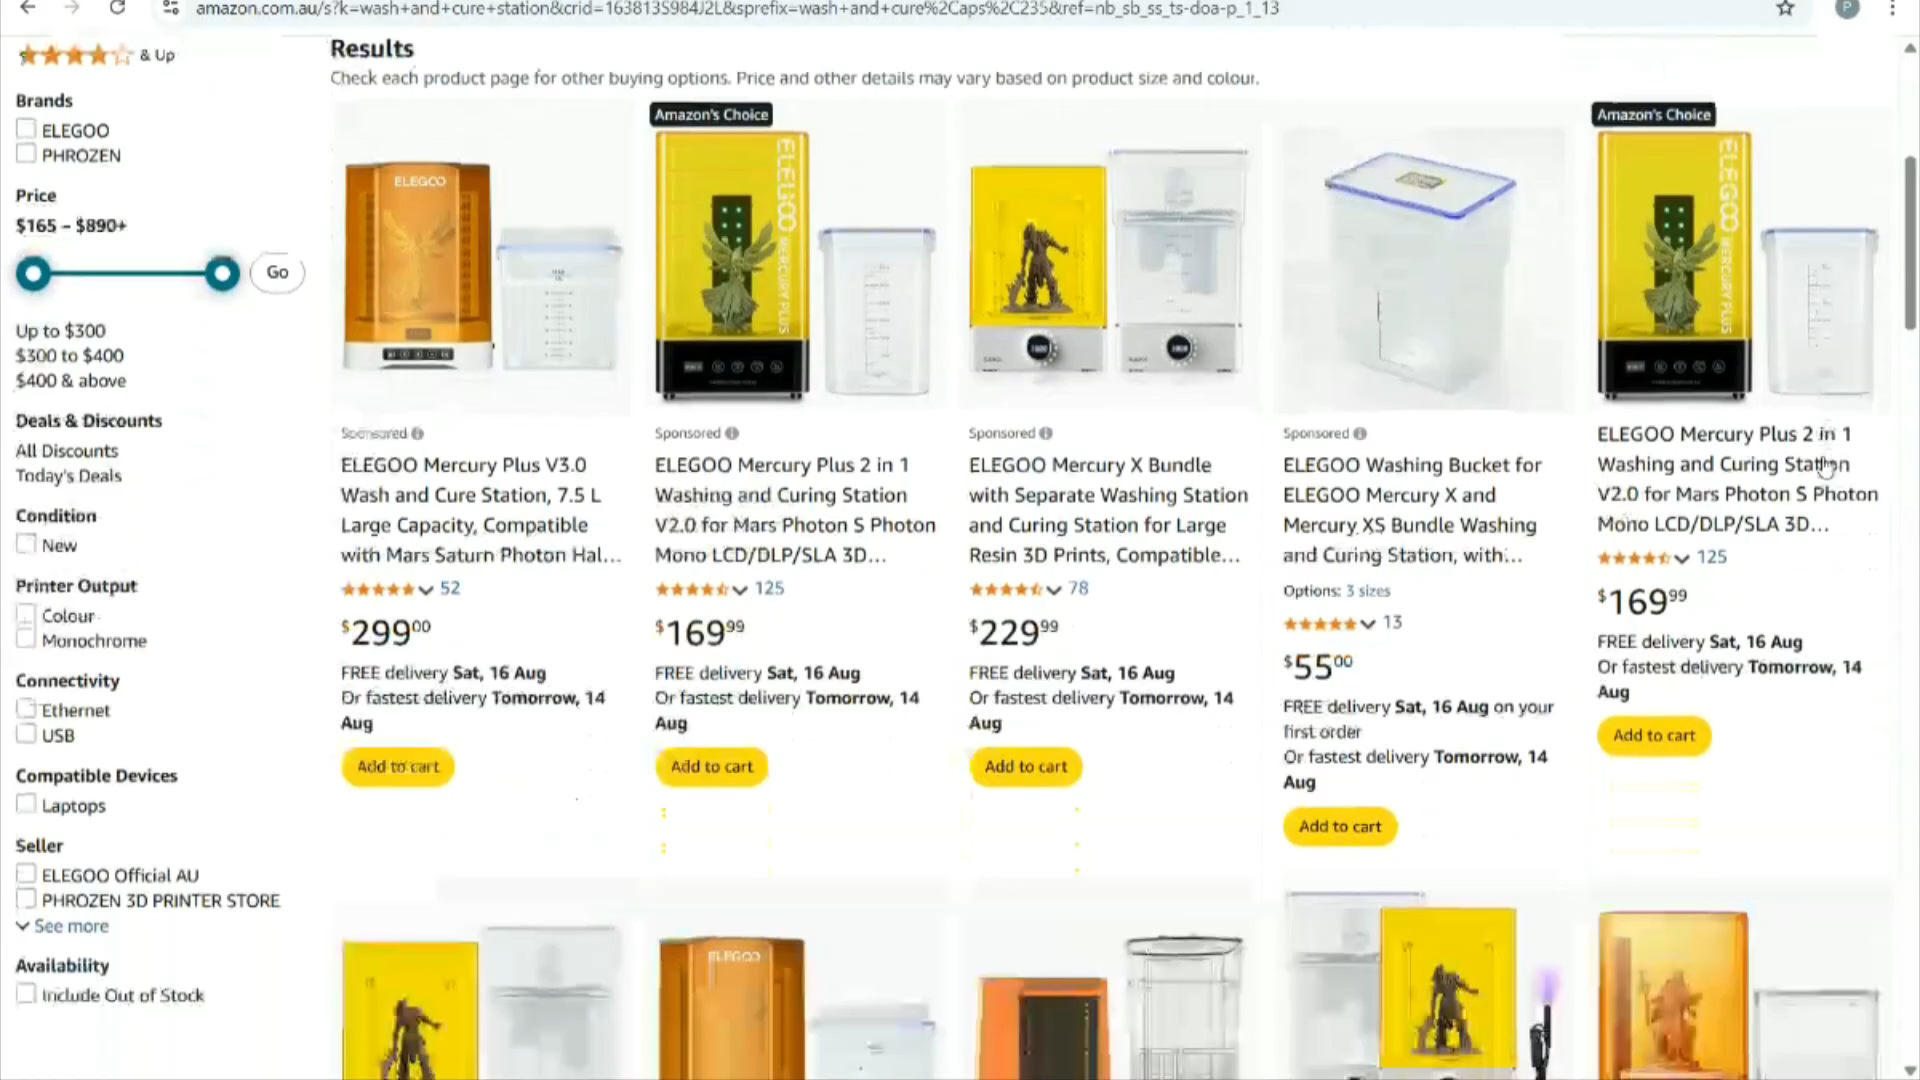 amazon.com.au/s?k=wash+and+cure+station&crid=1638135984J2L&sprefix=wash+and+cure%2Caps%2C235&ref=nb_sb_ss_ts-doa-p_1_13
P
& Up
Brands
ELEGOO
PHROZEN
Price
$165 – $890+
Go
Up to $300
$300 to $400
$400 & above
Deals & Discounts
All Discounts
Today's Deals
Condition
New
Printer Output
Colour
Monochrome
Connectivity
Ethernet
USB
Compatible Devices
Laptops
Seller
ELEGOO Official AU
PHROZEN 3D PRINTER STORE
See more
Availability
Include Out of Stock
Results
Check each product page for other buying options. Price and other details may vary based on product size and colour.
ELEGOO
Sponsored
ELEGOO Mercury Plus V3.0
Wash and Cure Station, 7.5 L
Large Capacity, Compatible
with Mars Saturn Photon Hal...
52
$29900
FREE delivery Sat, 16 Aug
Or fastest delivery Tomorrow, 14
Aug
Add to cart
Amazon's Choice
ELEGOO MERCURY PLUS
Sponsored
ELEGOO Mercury Plus 2 in 1
Washing and Curing Station
V2.0 for Mars Photon S Photon
Mono LCD/DLP/SLA 3D...
125
$16999
FREE delivery Sat, 16 Aug
Or fastest delivery Tomorrow, 14
Aug
Add to cart
Sponsored
ELEGOO Mercury X Bundle
with Separate Washing Station
and Curing Station for Large
Resin 3D Prints, Compatible...
78
$22999
FREE delivery Sat, 16 Aug
Or fastest delivery Tomorrow, 14
Aug
Add to cart
Sponsored
ELEGOO Washing Bucket for
ELEGOO Mercury X and
Mercury XS Bundle Washing
and Curing Station, with...
Options: 3 sizes
13
$5500
FREE delivery Sat, 16 Aug on your
first order
Or fastest delivery Tomorrow, 14
Aug
Add to cart
Amazon's Choice
ELEGOO MERCURY PLUS
ELEGOO Mercury Plus 2 in 1
Washing and Curing Station
V2.0 for Mars Photon S Photon
Mono LCD/DLP/SLA 3D...
125
$16999
FREE delivery Sat, 16 Aug
Or fastest delivery Tomorrow, 14
Aug
Add to cart
ELEGOO